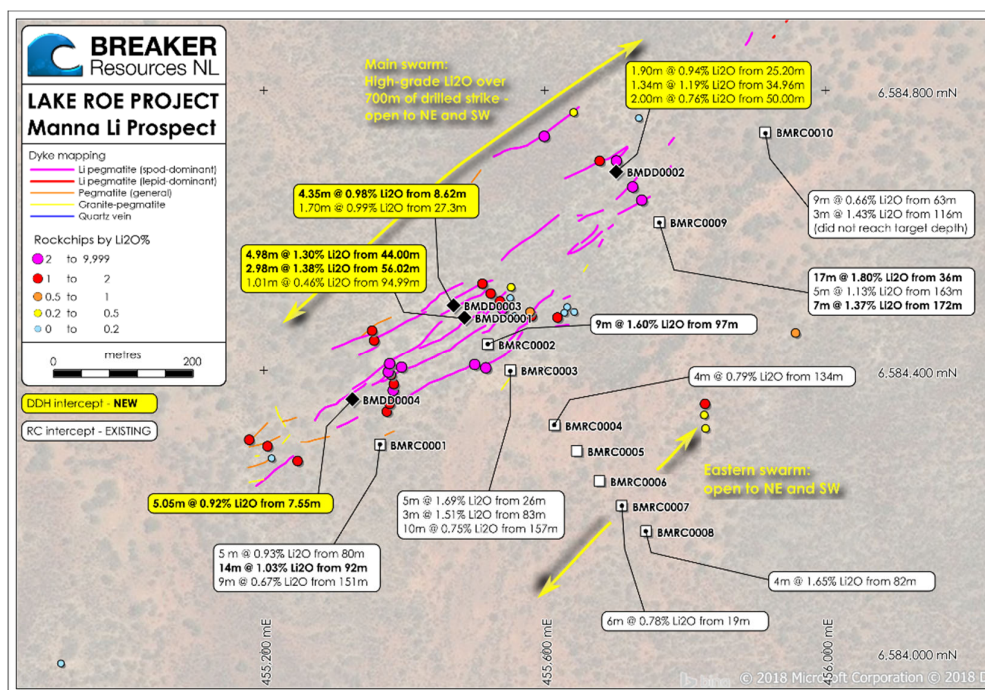 BREAKER
Resources NL
LAKE ROE PROJECT
Manna Li Prospect
Dyke mapping
Li pegmatite (spod-dominant)
Li pegmatite (lepid-dominant)
Pegmatite (general)
Granite-pegmatite
Quartz vein
Rockchips by Li2O%
2 to 9,999
1 to 2
0.5 to 1
0.2 to 0.5
0 to 0.2
metres
0 200
DDH intercept - NEW
RC intercept - EXISTING
Main swarm:
High-grade Li2O over
700m of drilled strike -
open to NE and SW
1.90m @ 0.94% Li2O from 25.20m
1.34m @ 1.19% Li2O from 34.96m
2.00m @ 0.76% Li2O from 50.00m
6,584,800 mN
BMRC0010
BMDD0002
4.35m @ 0.98% Li2O from 8.62m
1.70m @ 0.99% Li2O from 27.3m
9m @ 0.66% Li2O from 63m
3m @ 1.43% Li2O from 116m
(did not reach target depth)
BMRC0009
4.98m @ 1.30% Li2O from 44.00m
2.98m @ 1.38% Li2O from 56.02m
1.01m @ 0.46% Li2O from 94.99m
17m @ 1.80% Li2O from 36m
5m @ 1.13% Li2O from 163m
7m @ 1.37% Li2O from 172m
BMDD0003
BMDD0001
9m @ 1.60% Li2O from 97m
BMRC0002
BMRC0003
6,584,400 mN
4m @ 0.79% Li2O from 134m
BMDD0004
BMRC0004
BMRC0001
BMRC0005
Eastern swarm:
open to NE and SW
BMRC0006
5.05m @ 0.92% Li2O from 7.55m
5m @ 1.69% Li2O from 26m
3m @ 1.51% Li2O from 83m
10m @ 0.75% Li2O from 157m
BMRC0007
BMRC0008
5 m @ 0.93% Li2O from 80m
14m @ 1.03% Li2O from 92m
9m @ 0.67% Li2O from 151m
4m @ 1.65% Li2O from 82m
6m @ 0.78% Li2O from 19m
455,200 mE
455,600 mE
456,000 mE
6,584,000 mN
© 2018 Microsoft Corporation © 2018 D